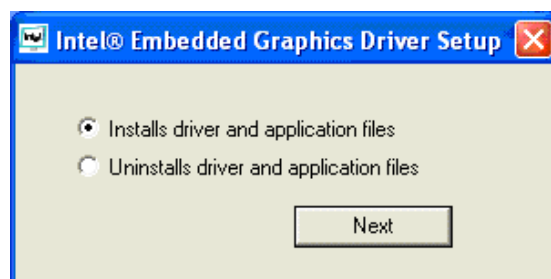 Intel® Embedded Graphics Driver Setup
Installs driver and application files
Uninstalls driver and application files
Next